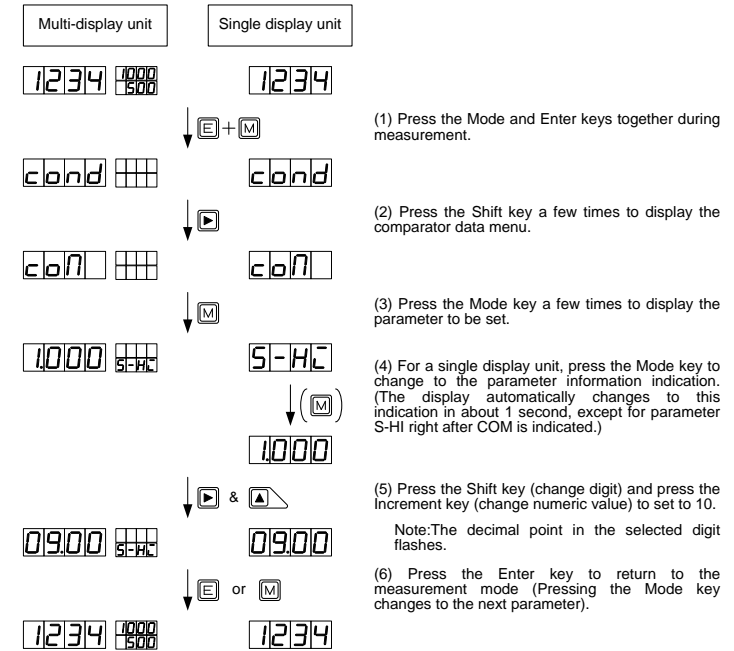 Multi-display unit Single display unit
1234 1000 500 1234
E + M
(1) Press the Mode and Enter keys together during
measurement.
cond cond
(2) Press the Shift key a few times to display the
comparator data menu.
coM coM
M
(3) Press the Mode key a few times to display the
parameter to be set.
1.000 S-HI S-HI
(4) For a single display unit, press the Mode key to
change to the parameter information indication.
(The display automatically changes to this
indication in about 1 second, except for parameter
S-HI right after COM is indicated.)
(M)
1.000
&
(5) Press the Shift key (change digit) and press the
Increment key (change numeric value) to set to 10.
Note:The decimal point in the selected digit
flashes.
09.00 S-HI 09.00
E or M
(6) Press the Enter key to return to the
measurement mode (Pressing the Mode key
changes to the next parameter).
1234 1000 500 1234